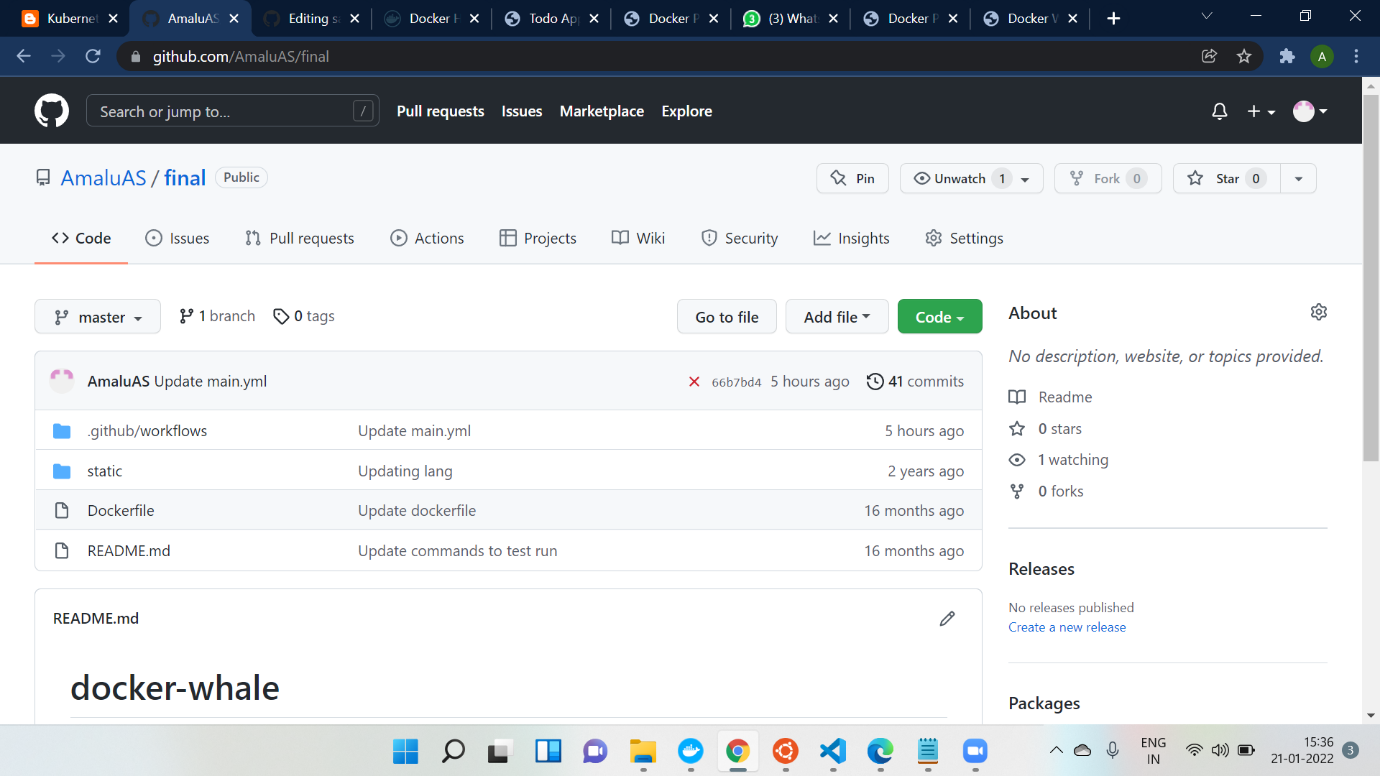 Kubernet
AmaluAS
Editing sa
Docker H
Todo App
Docker P
(3) Whats
Docker P
Docker W
github.com/AmaluAS/final
A
Search or jump to...
/
Pull requests
Issues
Marketplace
Explore
AmaluAS / final
Public
Pin
Unwatch 1
Fork 0
Star 0
Code
Issues
Pull requests
Actions
Projects
Wiki
Security
Insights
Settings
master
1 branch
0 tags
Go to file
Add file
Code
AmaluAS Update main.yml
66b7bd4 5 hours ago
41 commits
.github/workflows
Update main.yml
5 hours ago
static
Updating lang
2 years ago
Dockerfile
Update dockerfile
16 months ago
README.md
Update commands to test run
16 months ago
README.md
docker-whale
About
No description, website, or topics provided.
Readme
0 stars
1 watching
0 forks
Releases
No releases published
Create a new release
Packages
ENG
IN
15:36
21-01-2022
3